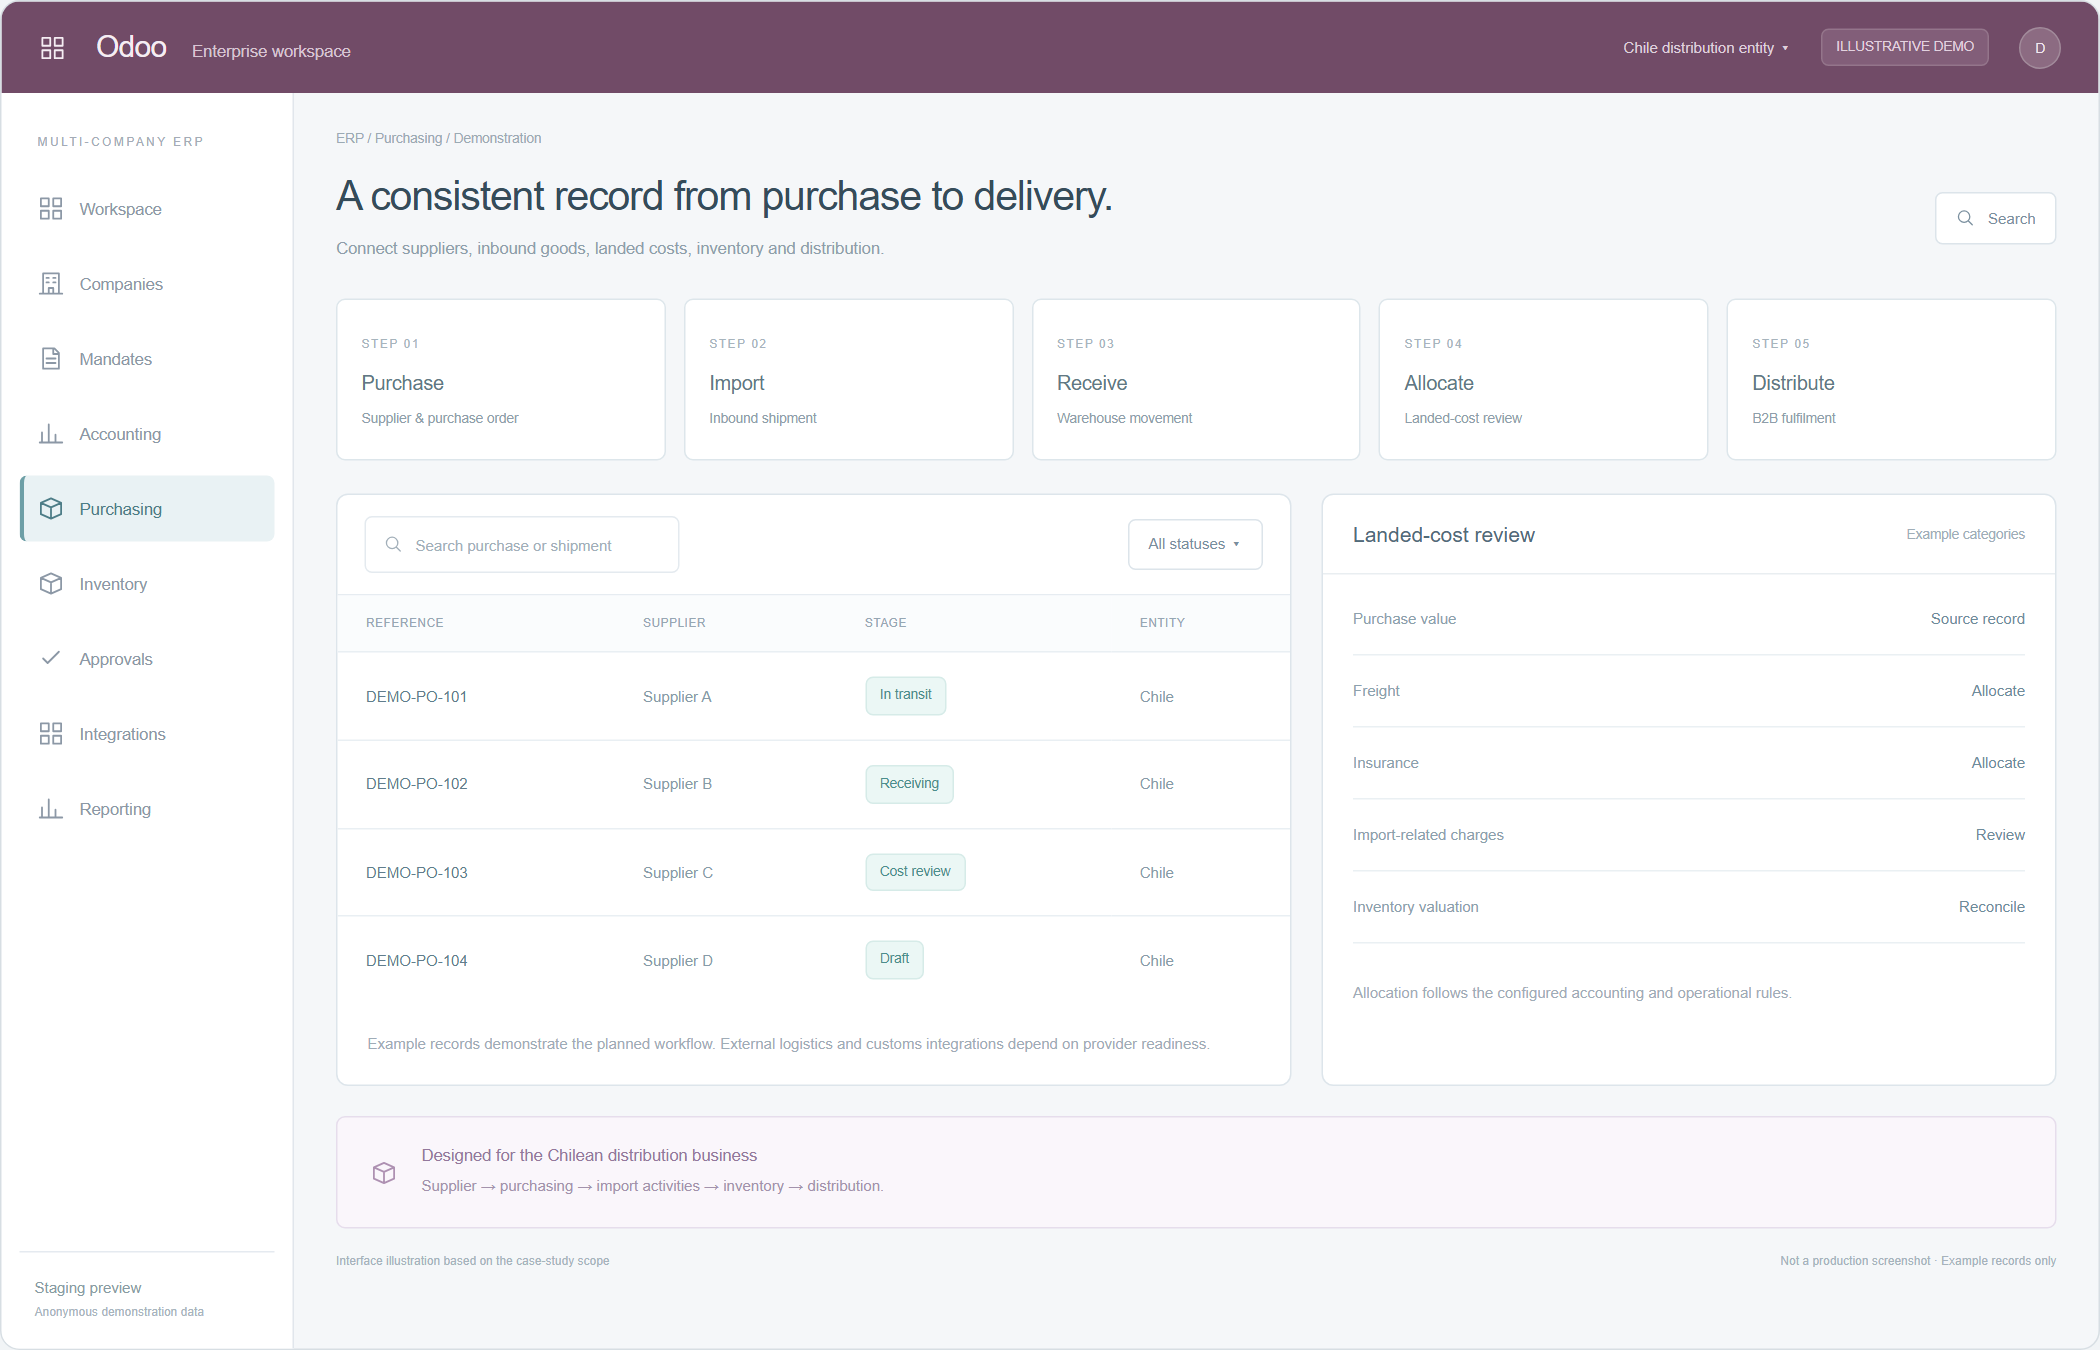 Odoo
Enterprise workspace
Chile distribution entity ▾
ILLUSTRATIVE DEMO
D
MULTI-COMPANY ERP
Workspace
Companies
Mandates
Accounting
Purchasing
Inventory
Approvals
Integrations
Reporting
Staging preview
Anonymous demonstration data
ERP / Purchasing / Demonstration
A consistent record from purchase to delivery.
Connect suppliers, inbound goods, landed costs, inventory and distribution.
Search
STEP 01
Purchase
Supplier & purchase order
STEP 02
Import
Inbound shipment
STEP 03
Receive
Warehouse movement
STEP 04
Allocate
Landed-cost review
STEP 05
Distribute
B2B fulfilment
Search purchase or shipment
All statuses ▾
REFERENCE SUPPLIER STAGE ENTITY
DEMO-PO-101 Supplier A In transit Chile
DEMO-PO-102 Supplier B Receiving Chile
DEMO-PO-103 Supplier C Cost review Chile
DEMO-PO-104 Supplier D Draft Chile
Example records demonstrate the planned workflow. External logistics and customs integrations depend on provider readiness.
Landed-cost review
Example categories
Purchase value Source record
Freight Allocate
Insurance Allocate
Import-related charges Review
Inventory valuation Reconcile
Allocation follows the configured accounting and operational rules.
Designed for the Chilean distribution business
Supplier → purchasing → import activities → inventory → distribution.
Interface illustration based on the case-study scope
Not a production screenshot · Example records only